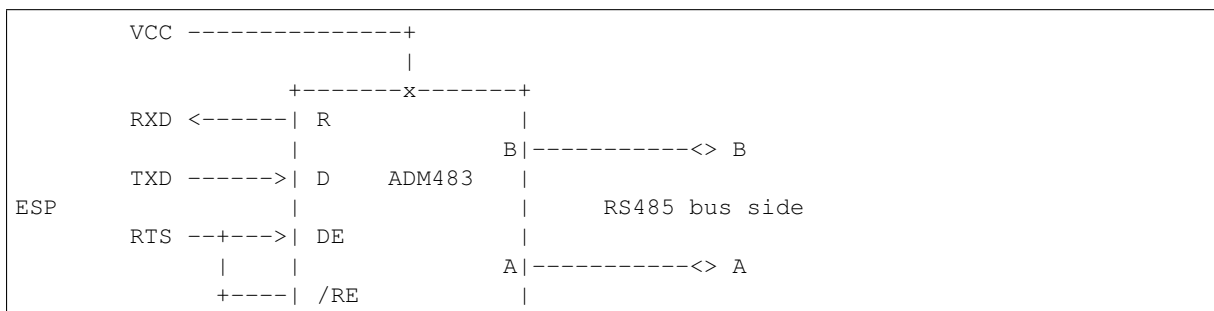 VCC ---------------+
                           |
                   +-------x-------+
        RXD <------| R             |
                   |              B|-----------<> B
        TXD ------>| D    ADM483   |
ESP                |               |     RS485 bus side
        RTS --+--->| DE            |
              |    |              A|-----------<> A
              +----| /RE           |